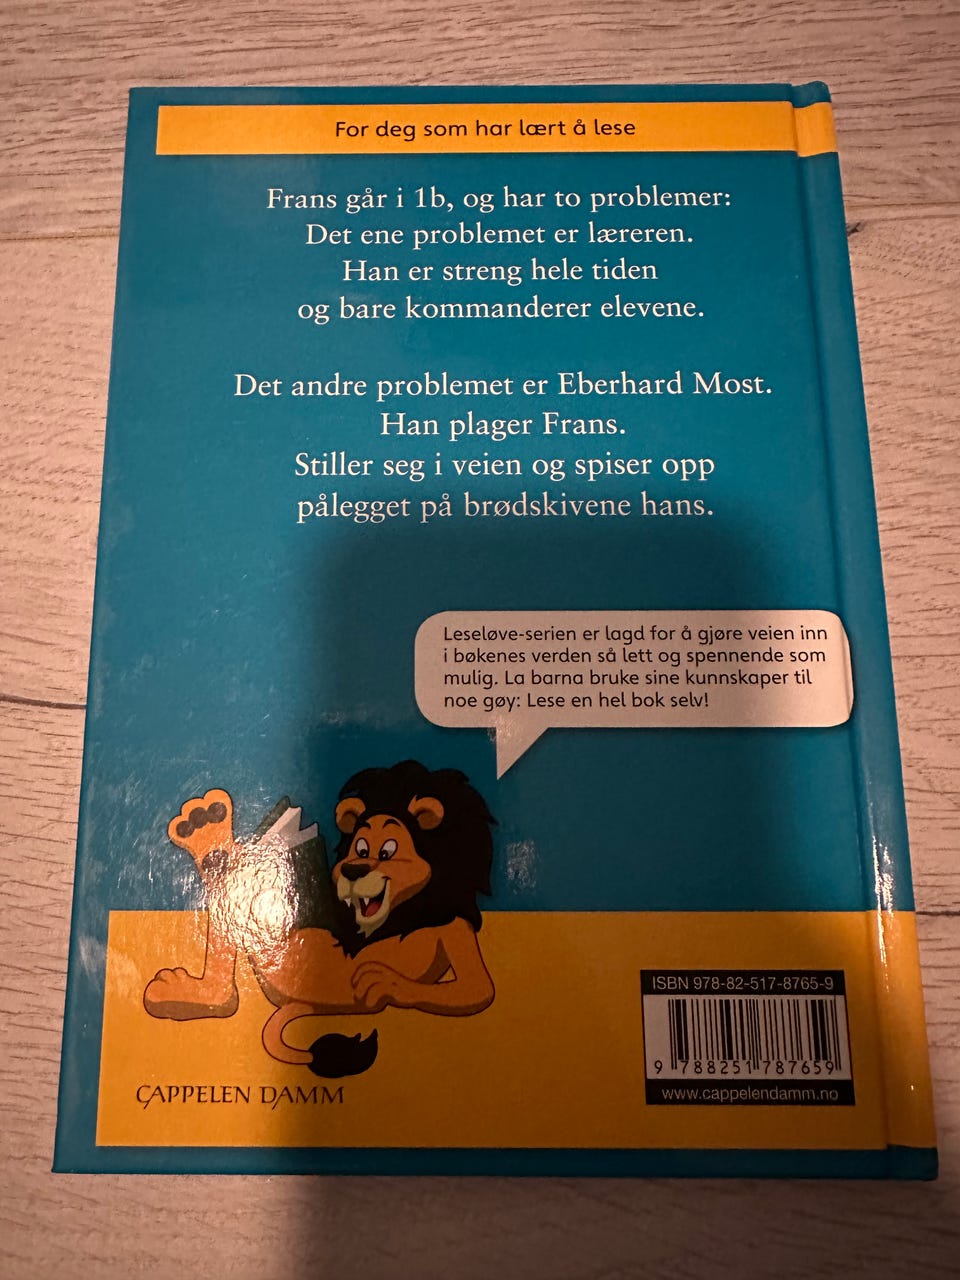 For deg som har lært å lese
Frans går i 1b, og har to problemer:
Det ene problemet er læreren.
Han er streng hele tiden
og bare kommanderer elevene.
Det andre problemet er Eberhard Most.
Han plager Frans.
Stiller seg i veien og spiser opp
pålegget på brødskivene hans.
Leseløve-serien er lagd for å gjøre veien inn
i bøkenes verden så lett og spennende som
mulig. La barna bruke sine kunnskaper til
noe gøy: Lese en hel bok selv!
ISBN 978-82-517-8765-9
9 788251 787659
www.cappelendamm.no
CAPPELEN DAMM